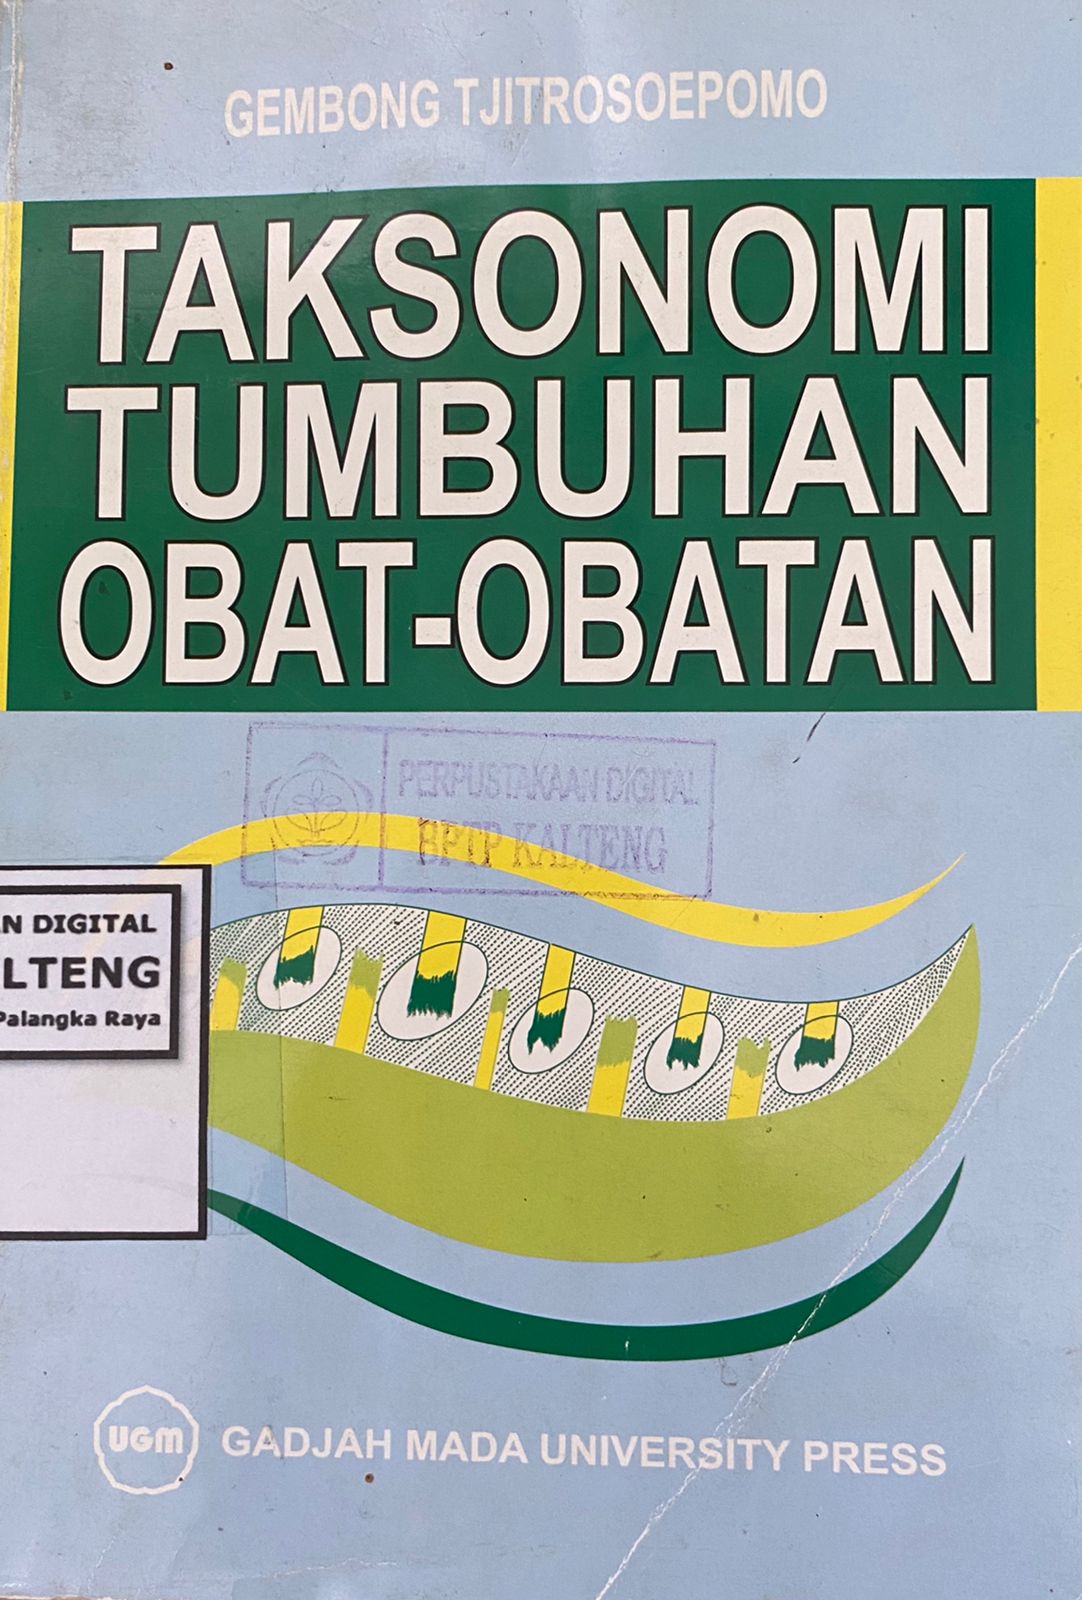 GEMBONG TJITROSOEPOMO
TAKSONOMI
TUMBUHAN
OBAT-OBATAN
PERPUSTAKAAN DIGITAL
BPTP KALTENG
N DIGITAL
LTENG
Palangka Raya
UGM
GADJAH MADA UNIVERSITY PRESS